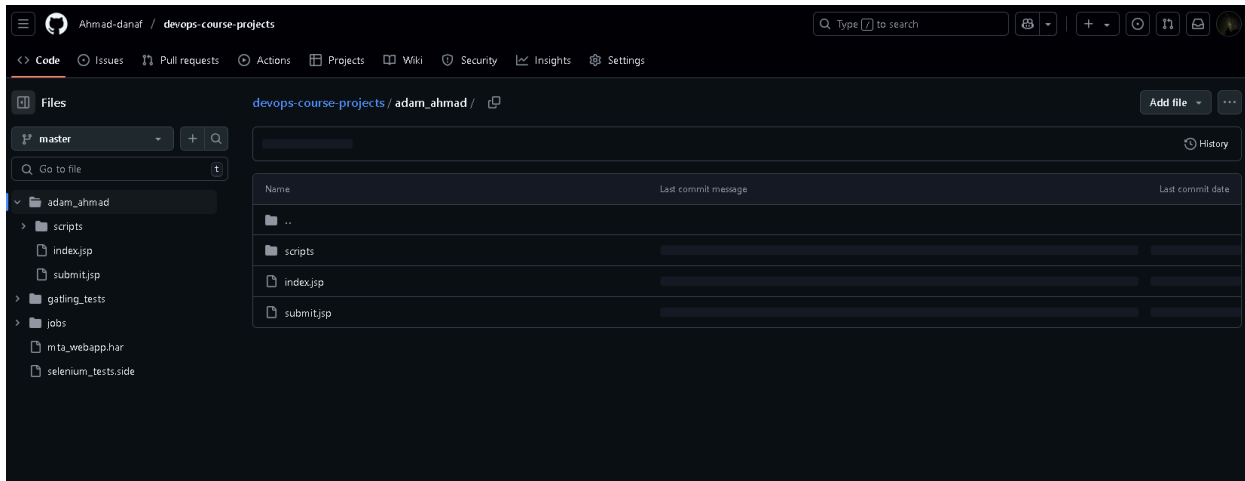 Ahmad-danaf / devops-course-projects
Type / to search
Code Issues Pull requests Actions Projects Wiki Security Insights Settings
Files
master
Go to file t
adam_ahmad
scripts
index.jsp
submit.jsp
gatling_tests
jobs
mta_webapp.har
selenium_tests.side
devops-course-projects / adam_ahmad /
Add file
History
Name Last commit message Last commit date
..
scripts
index.jsp
submit.jsp